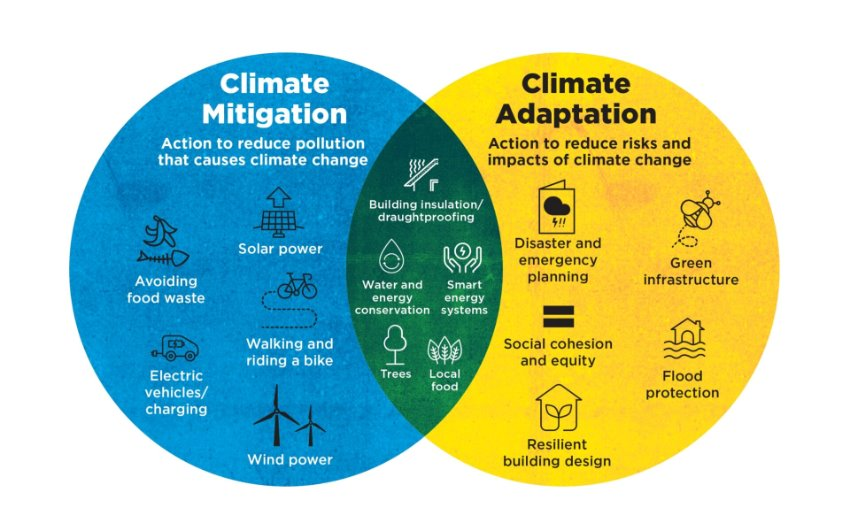 Climate
Mitigation
Action to reduce pollution
that causes climate change
Solar power
Avoiding
food waste
Walking and
riding a bike
Electric
vehicles/
charging
Wind power
Building insulation/
draughtproofing
Water and
energy
conservation
Smart
energy
systems
Trees
Local
food
Climate
Adaptation
Action to reduce risks and
impacts of climate change
Disaster and
emergency
planning
Green
infrastructure
Social cohesion
and equity
Flood
protection
Resilient
building design